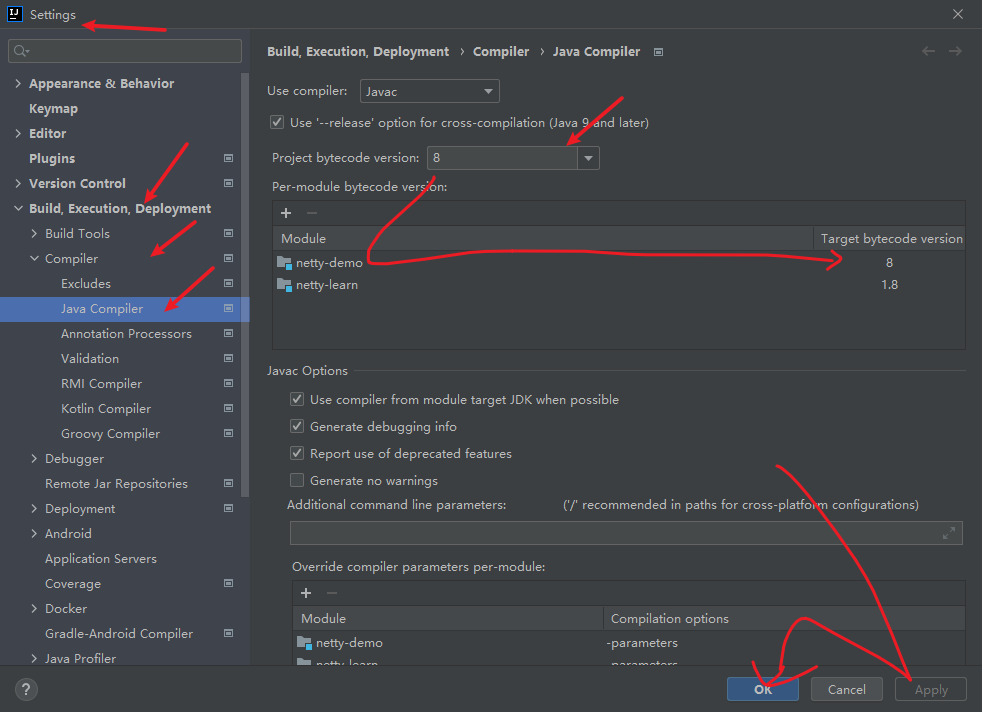 IJ
Settings
Appearance & Behavior
Keymap
Editor
Plugins
Version Control
Build, Execution, Deployment
Build Tools
Compiler
Excludes
Java Compiler
Annotation Processors
Validation
RMI Compiler
Kotlin Compiler
Groovy Compiler
Debugger
Remote Jar Repositories
Deployment
Android
Application Servers
Coverage
Docker
Gradle-Android Compiler
Java Profiler
Build, Execution, Deployment › Compiler › Java Compiler
Use compiler: Javac
Use '--release' option for cross-compilation (Java 9 and later)
Project bytecode version: 8
Per-module bytecode version:
+ −
Module Target bytecode version
netty-demo 8
netty-learn 1.8
Javac Options
Use compiler from module target JDK when possible
Generate debugging info
Report use of deprecated features
Generate no warnings
Additional command line parameters: ('/' recommended in paths for cross-platform configurations)
Override compiler parameters per-module:
+ −
Module Compilation options
netty-demo -parameters
netty-learn -parameters
? OK Cancel Apply